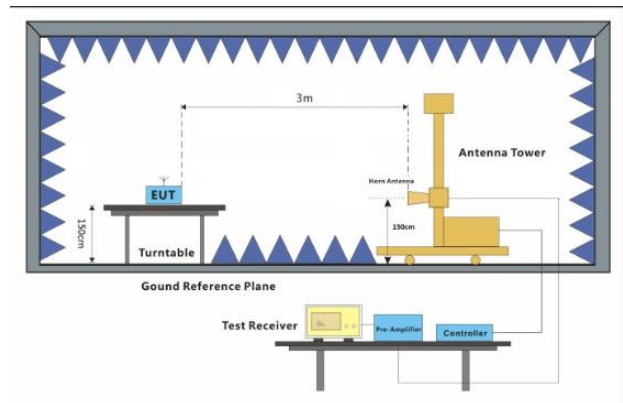 3m
Antenna Tower
Horn Antenna
EUT
150cm
150cm
Turntable
Gound Reference Plane
Test Receiver
Pre-Amplifier
Controller